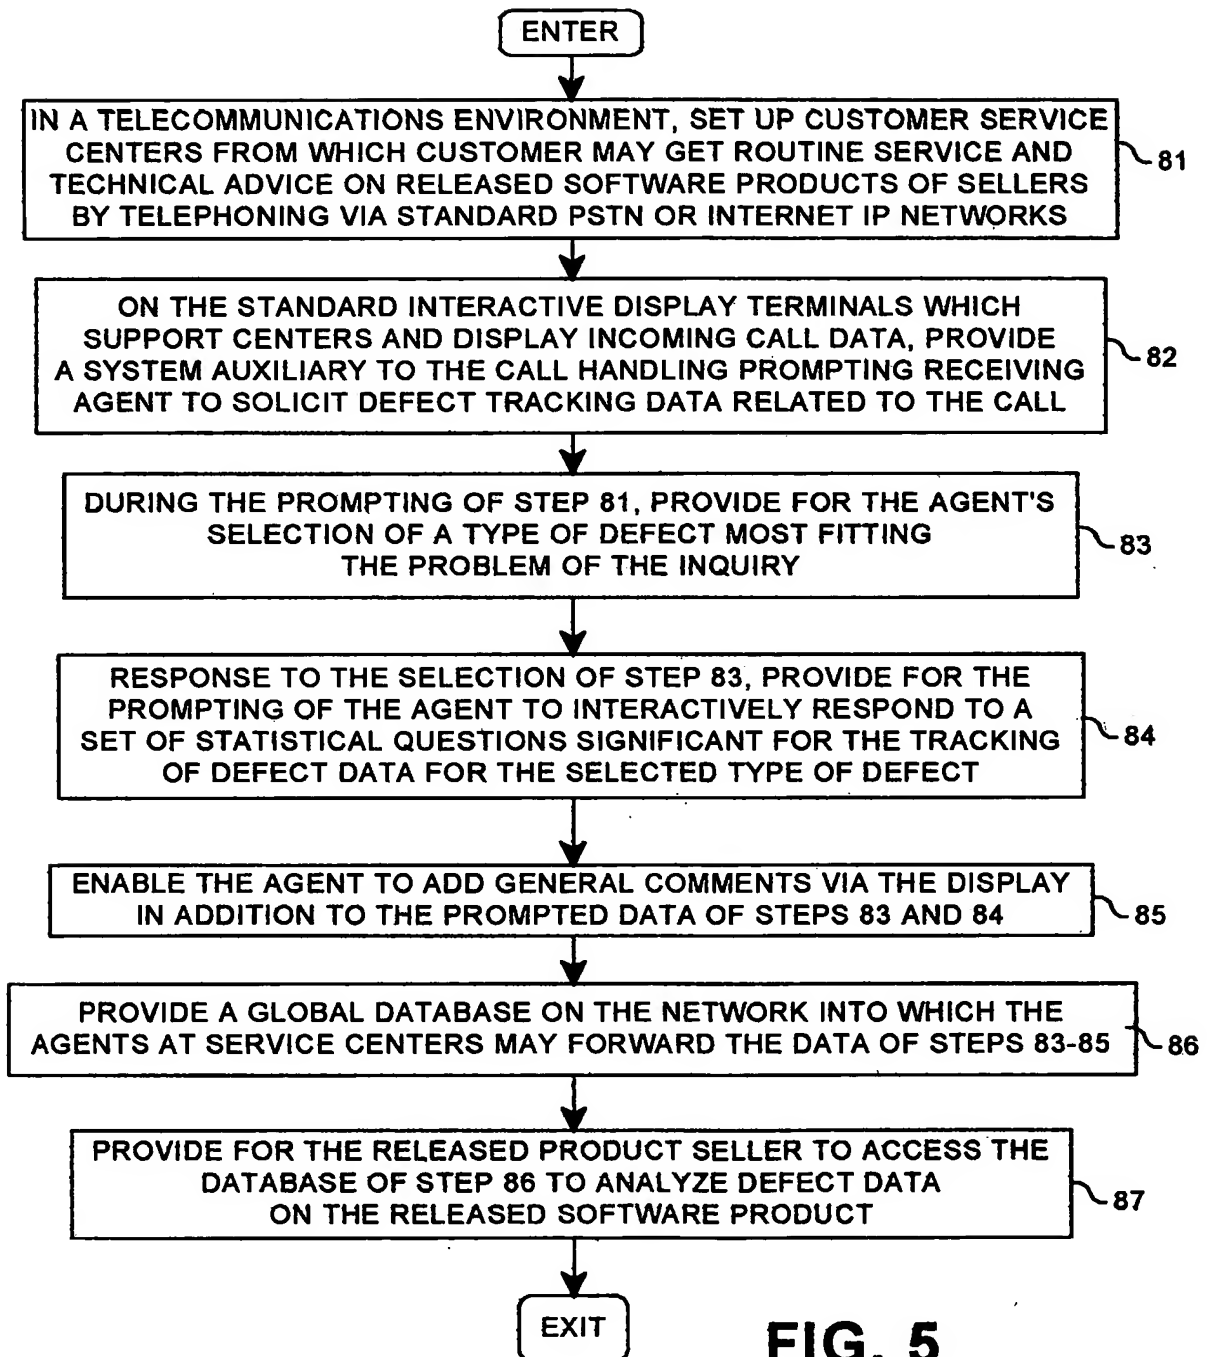 ENTER
IN A TELECOMMUNICATIONS ENVIRONMENT, SET UP CUSTOMER SERVICE
CENTERS FROM WHICH CUSTOMER MAY GET ROUTINE SERVICE AND
TECHNICAL ADVICE ON RELEASED SOFTWARE PRODUCTS OF SELLERS
BY TELEPHONING VIA STANDARD PSTN OR INTERNET IP NETWORKS
81
ON THE STANDARD INTERACTIVE DISPLAY TERMINALS WHICH
SUPPORT CENTERS AND DISPLAY INCOMING CALL DATA, PROVIDE
A SYSTEM AUXILIARY TO THE CALL HANDLING PROMPTING RECEIVING
AGENT TO SOLICIT DEFECT TRACKING DATA RELATED TO THE CALL
82
DURING THE PROMPTING OF STEP 81, PROVIDE FOR THE AGENT'S
SELECTION OF A TYPE OF DEFECT MOST FITTING
THE PROBLEM OF THE INQUIRY
83
RESPONSE TO THE SELECTION OF STEP 83, PROVIDE FOR THE
PROMPTING OF THE AGENT TO INTERACTIVELY RESPOND TO A
SET OF STATISTICAL QUESTIONS SIGNIFICANT FOR THE TRACKING
OF DEFECT DATA FOR THE SELECTED TYPE OF DEFECT
84
ENABLE THE AGENT TO ADD GENERAL COMMENTS VIA THE DISPLAY
IN ADDITION TO THE PROMPTED DATA OF STEPS 83 AND 84
85
PROVIDE A GLOBAL DATABASE ON THE NETWORK INTO WHICH THE
AGENTS AT SERVICE CENTERS MAY FORWARD THE DATA OF STEPS 83-85
86
PROVIDE FOR THE RELEASED PRODUCT SELLER TO ACCESS THE
DATABASE OF STEP 86 TO ANALYZE DEFECT DATA
ON THE RELEASED SOFTWARE PRODUCT
87
EXIT
FIG. 5